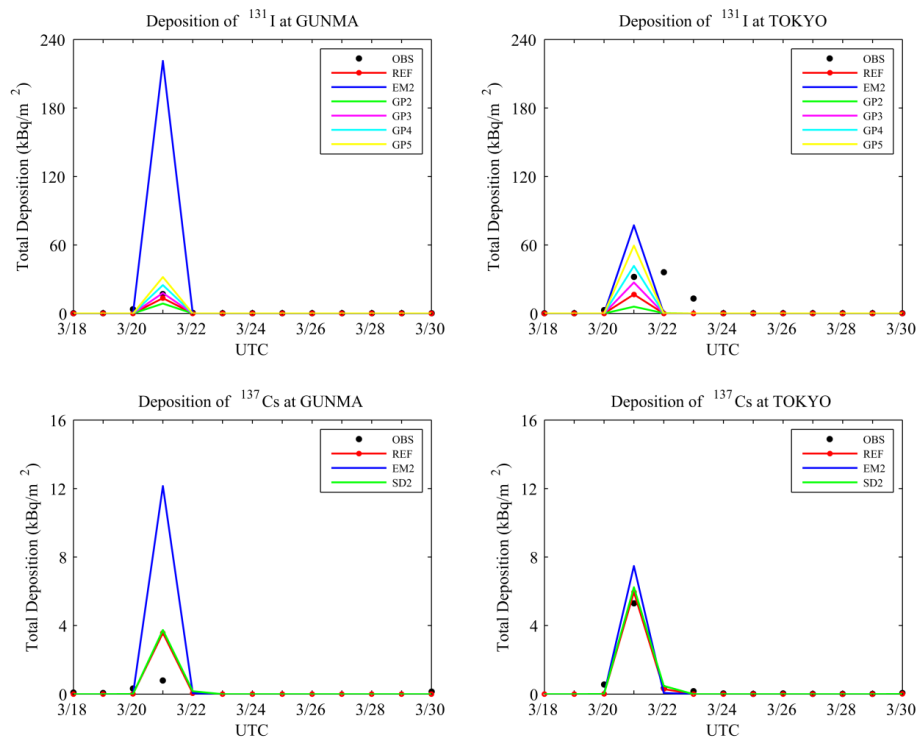 Deposition of ¹³¹I at GUNMA
Total Deposition (kBq/m²)
240
180
120
60
0
OBS
REF
EM2
GP2
GP3
GP4
GP5
3/18 3/20 3/22 3/24 3/26 3/28 3/30
UTC
Deposition of ¹³¹I at TOKYO
Total Deposition (kBq/m²)
240
180
120
60
0
OBS
REF
EM2
GP2
GP3
GP4
GP5
3/18 3/20 3/22 3/24 3/26 3/28 3/30
UTC
Deposition of ¹³⁷Cs at GUNMA
Total Deposition (kBq/m²)
16
12
8
4
0
OBS
REF
EM2
SD2
3/18 3/20 3/22 3/24 3/26 3/28 3/30
UTC
Deposition of ¹³⁷Cs at TOKYO
Total Deposition (kBq/m²)
16
12
8
4
0
OBS
REF
EM2
SD2
3/18 3/20 3/22 3/24 3/26 3/28 3/30
UTC